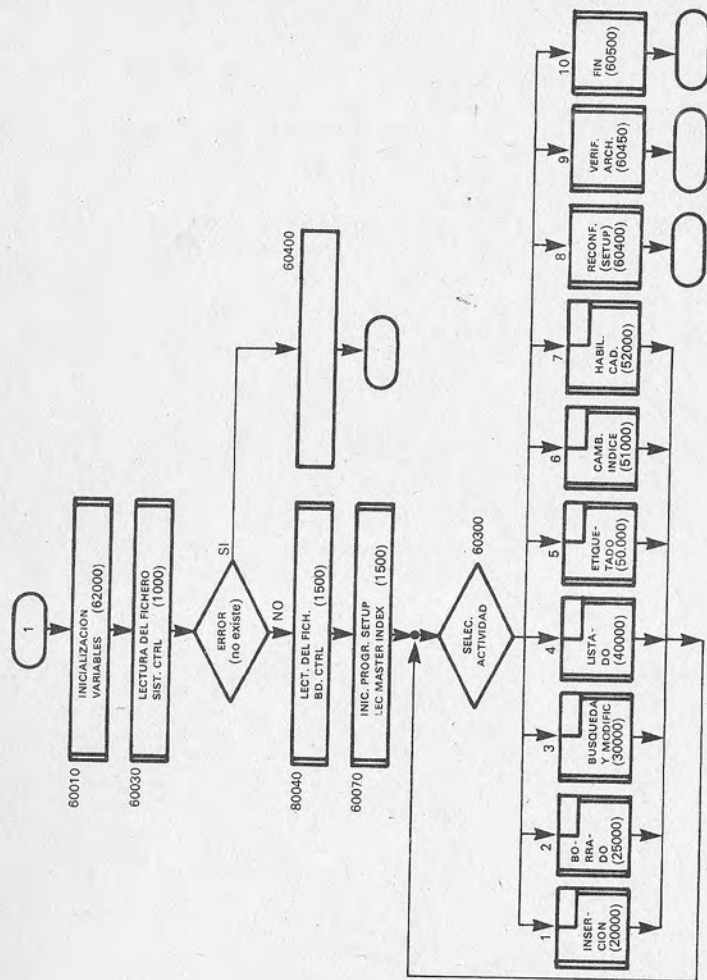 1
60010
INICIALIZACION
VARIABLES (62000)
60030
LECTURA DEL FICHERO
SIST. CTRL (1000)
ERROR
(no existe)
SI
NO
60400
80040
LECT. DEL FICH.
BD. CTRL (1500)
60070
INIC. PROGR. SETUP
LEC MASTER INDEX (1500)
SELEC.
ACTIVIDAD
60300
1
INSER-
CION
(20000)
2
BO-
RRA-
DO
(25000)
3
BUSQUEDA
Y MODIFIC
(30000)
4
LISTA-
DO
(40000)
5
ETIQUE-
TADO
(50.000)
6
CAMB.
INDICE
(51000)
7
HABIL.
CAD.
(52000)
8
RECONF.
(SETUP)
(60400)
9
VERIF.
ARCH.
(60450)
10
FIN
(60500)